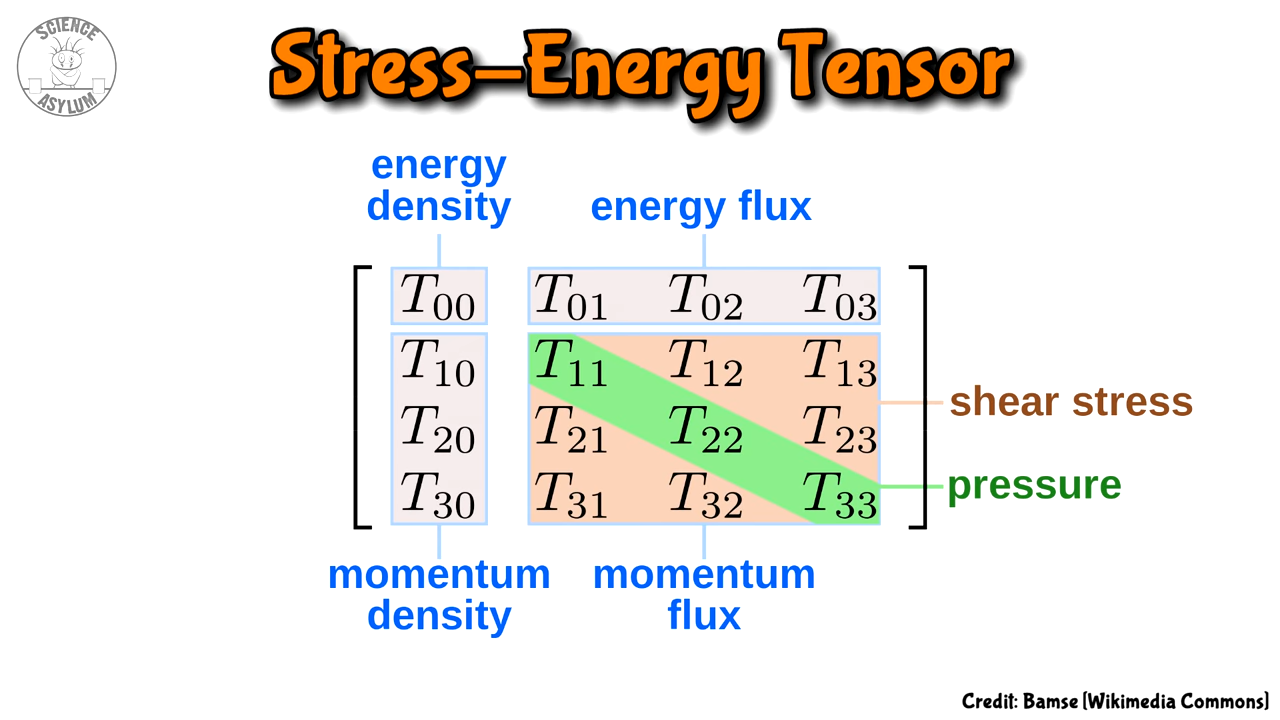 SCIENCE
ASYLUM
Stress–Energy Tensor
energy
density
energy flux
T00 T01 T02 T03
T10 T11 T12 T13
T20 T21 T22 T23
T30 T31 T32 T33
shear stress
pressure
momentum
density
momentum
flux
Credit: Bamse (Wikimedia Commons)